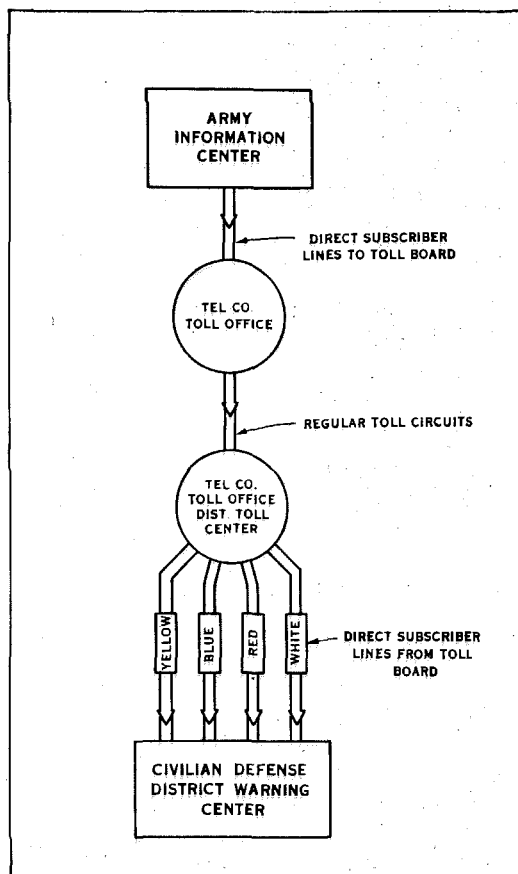 ARMY
INFORMATION
CENTER
DIRECT SUBSCRIBER
LINES TO TOLL BOARD
TEL CO.
TOLL OFFICE
REGULAR TOLL CIRCUITS
TEL CO.
TOLL OFFICE
DIST. TOLL
CENTER
YELLOW
BLUE
RED
WHITE
DIRECT SUBSCRIBER
LINES FROM TOLL
BOARD
CIVILIAN DEFENSE
DISTRICT WARNING
CENTER